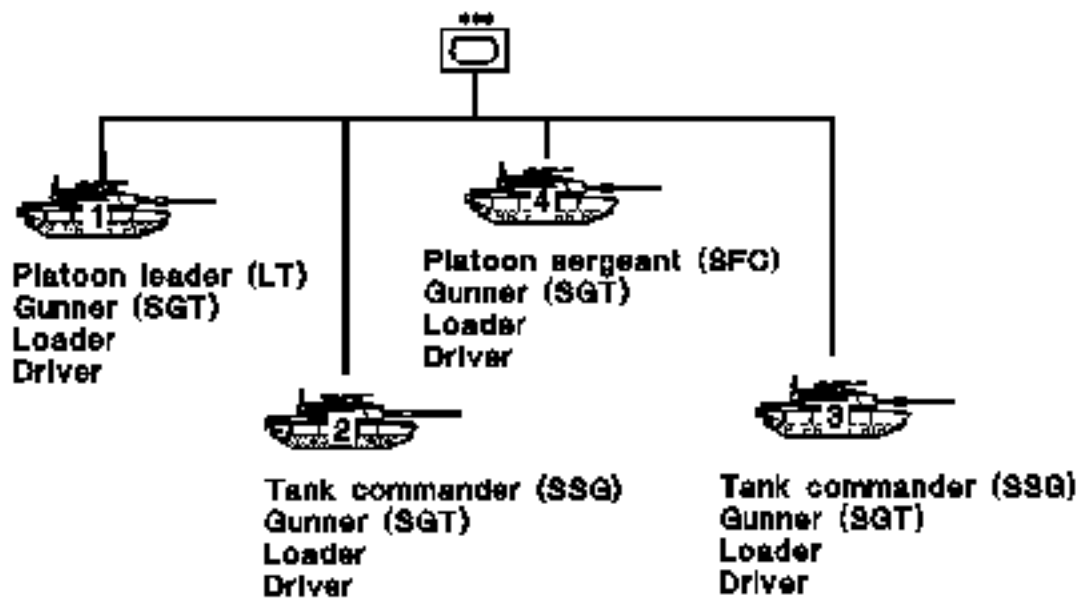 ***
1
Platoon leader (LT)
Gunner (SGT)
Loader
Driver
4
Platoon sergeant (SFC)
Gunner (SGT)
Loader
Driver
2
Tank commander (SSG)
Gunner (SGT)
Loader
Driver
3
Tank commander (SSG)
Gunner (SGT)
Loader
Driver